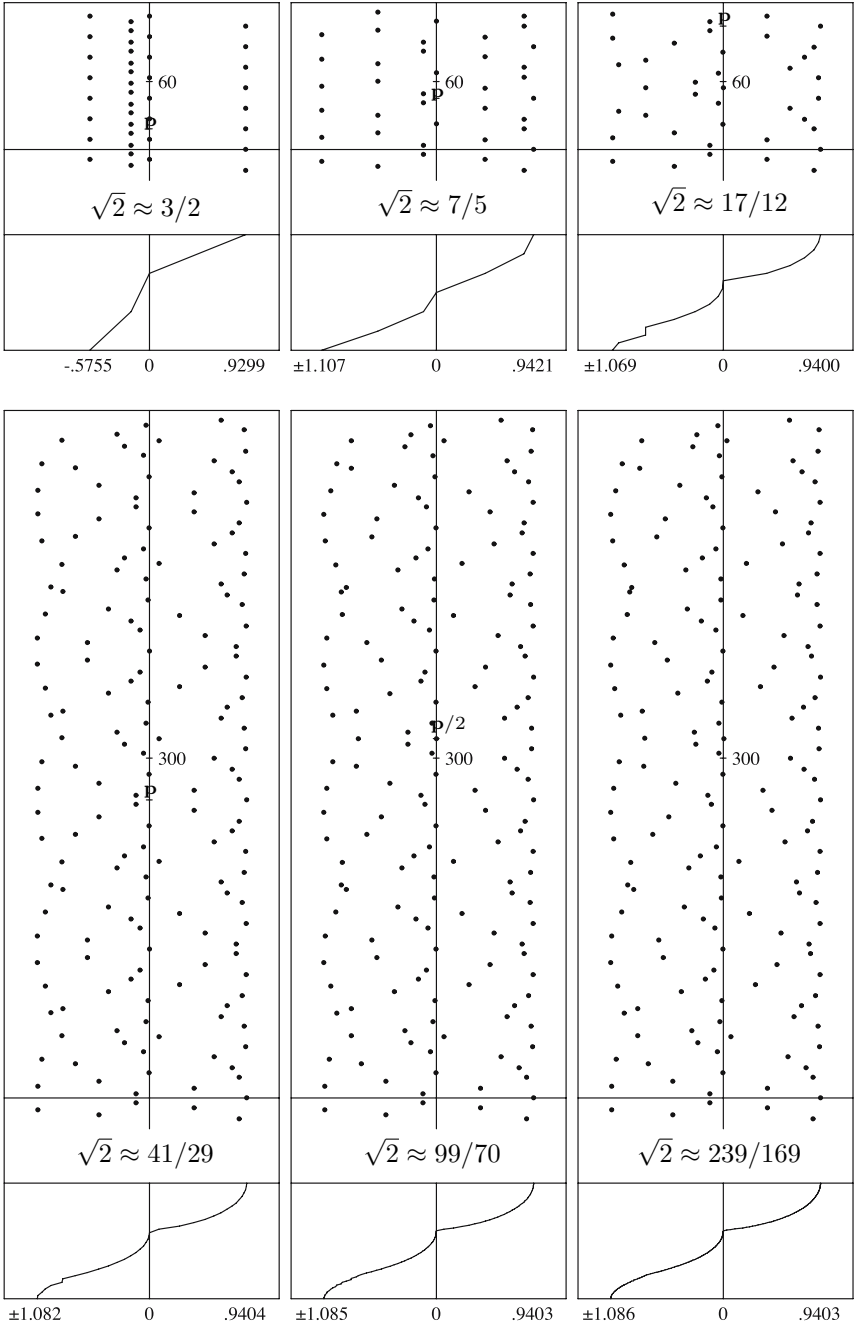 P
60
60
P
60
P
√2 ≈ 3/2
√2 ≈ 7/5
√2 ≈ 17/12
-.5755 0 .9299
±1.107 0 .9421
±1.069 0 .9400
P/2
300
300
300
P
√2 ≈ 41/29
√2 ≈ 99/70
√2 ≈ 239/169
±1.082 0 .9404
±1.085 0 .9403
±1.086 0 .9403